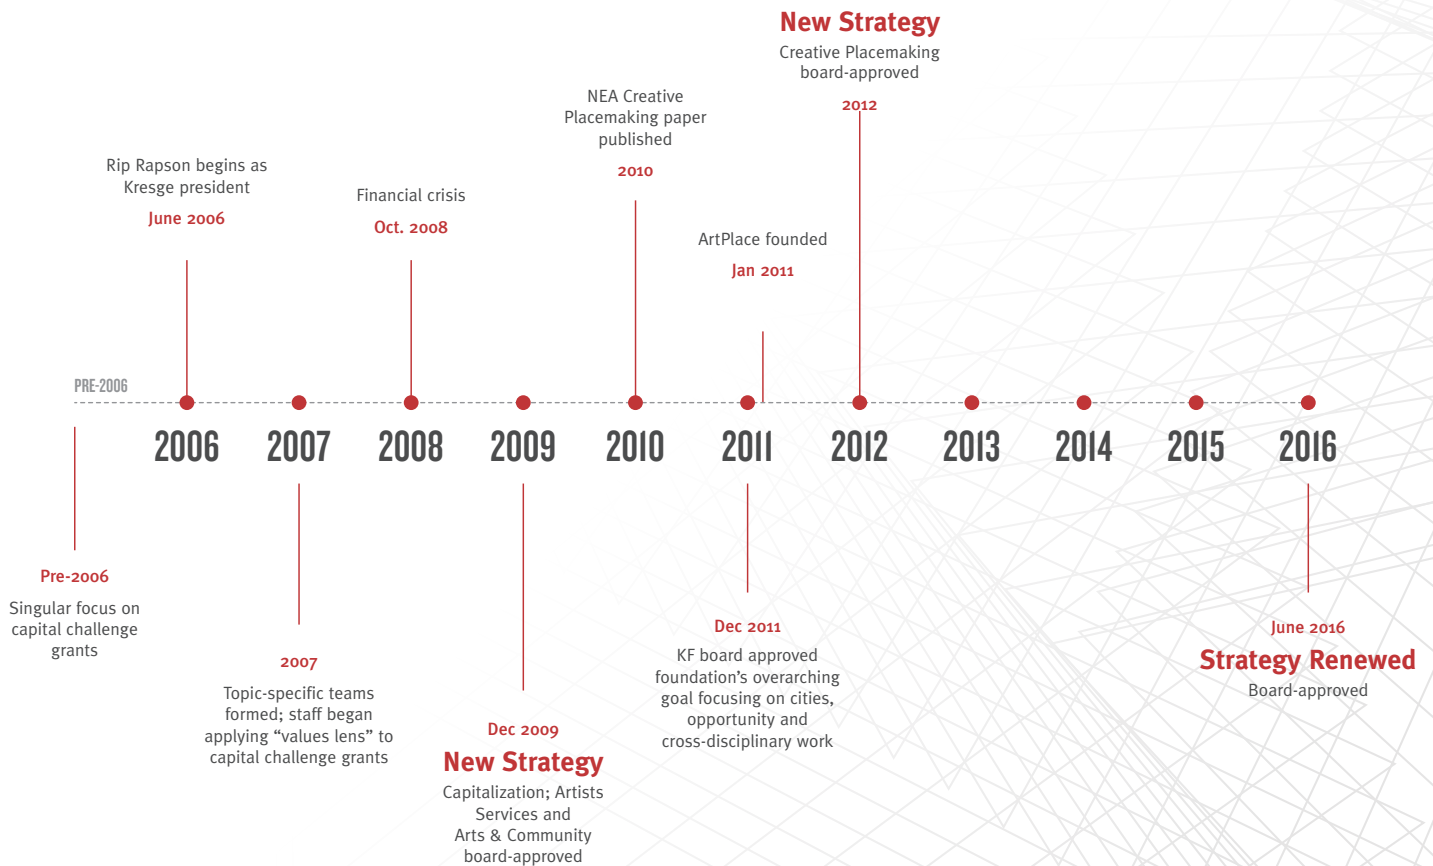 New Strategy
Creative Placemaking
board-approved
2012
NEA Creative
Placemaking paper
published
2010
Rip Rapson begins as
Kresge president
June 2006
Financial crisis
Oct. 2008
ArtPlace founded
Jan 2011
PRE-2006
2006
2007
2008
2009
2010
2011
2012
2013
2014
2015
2016
Pre-2006
Singular focus on
capital challenge
grants
2007
Topic-specific teams
formed; staff began
applying “values lens” to
capital challenge grants
Dec 2009
New Strategy
Capitalization; Artists
Services and
Arts & Community
board-approved
Dec 2011
KF board approved
foundation’s overarching
goal focusing on cities,
opportunity and
cross-disciplinary work
June 2016
Strategy Renewed
Board-approved